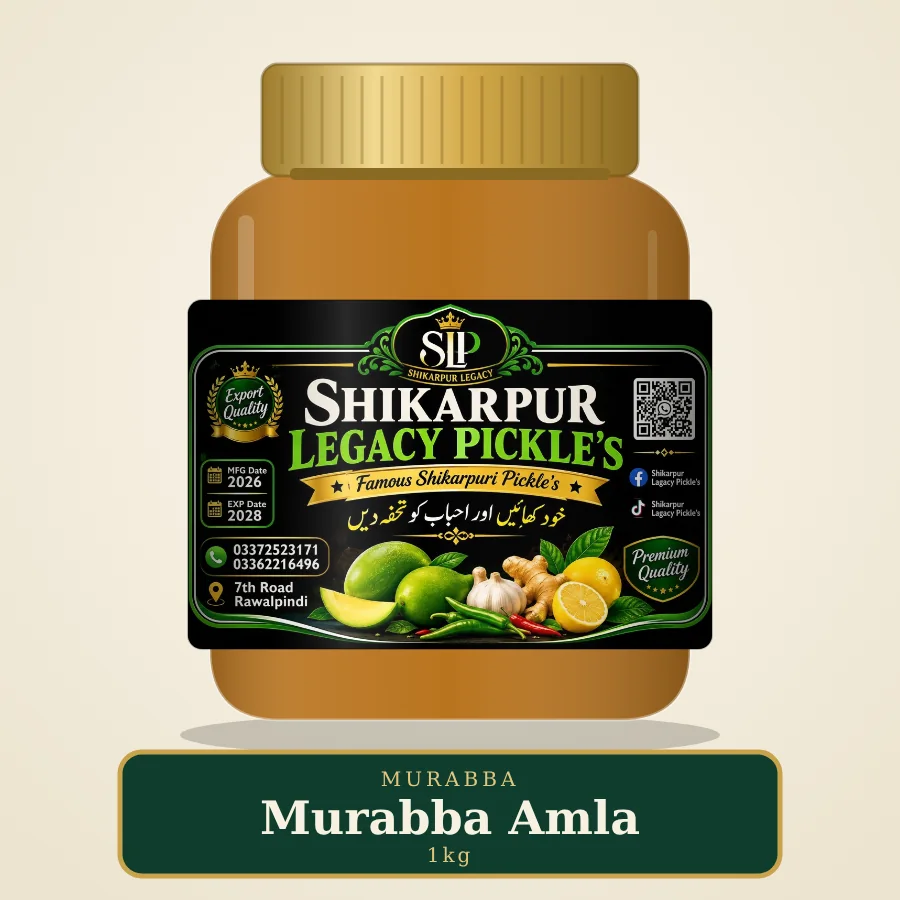 SLP
SHIKARPUR LEGACY
SHIKARPUR
LEGACY PICKLE'S
Famous Shikarpuri Pickle's
خود کھائیں اور احباب کو تحفہ دیں
Export
Quality
MFG Date
2026
EXP Date
2028
03372523171
03362216496
7th Road
Rawalpindi
Shikarpur
Legacy Pickle's
Shikarpur
Legacy Pickle's
Premium
Quality
MURABBA
Murabba Amla
1kg